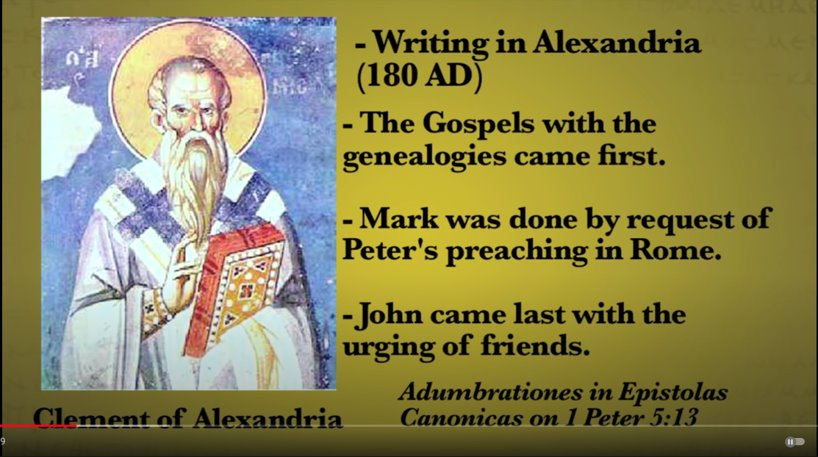 - Writing in Alexandria
(180 AD)
- The Gospels with the
genealogies came first.
- Mark was done by request of
Peter's preaching in Rome.
- John came last with the
urging of friends.
Adumbrationes in Epistolas
Canonicas on 1 Peter 5:13
Clement of Alexandria
9